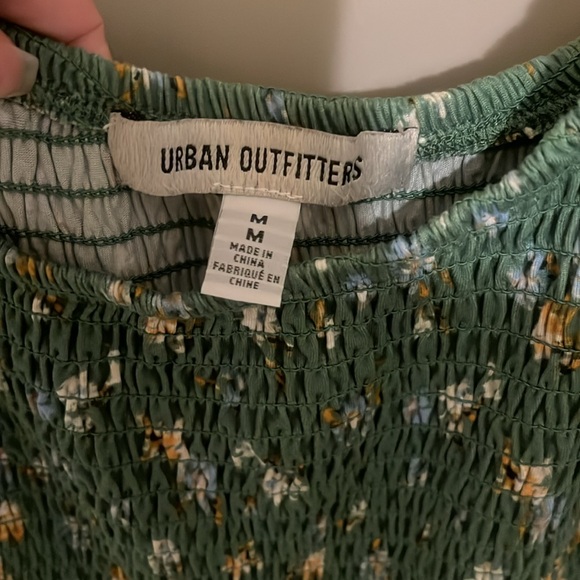 URBAN OUTFITTERS
M
M
MADE IN
CHINA
FABRIQUÉ EN
CHINE